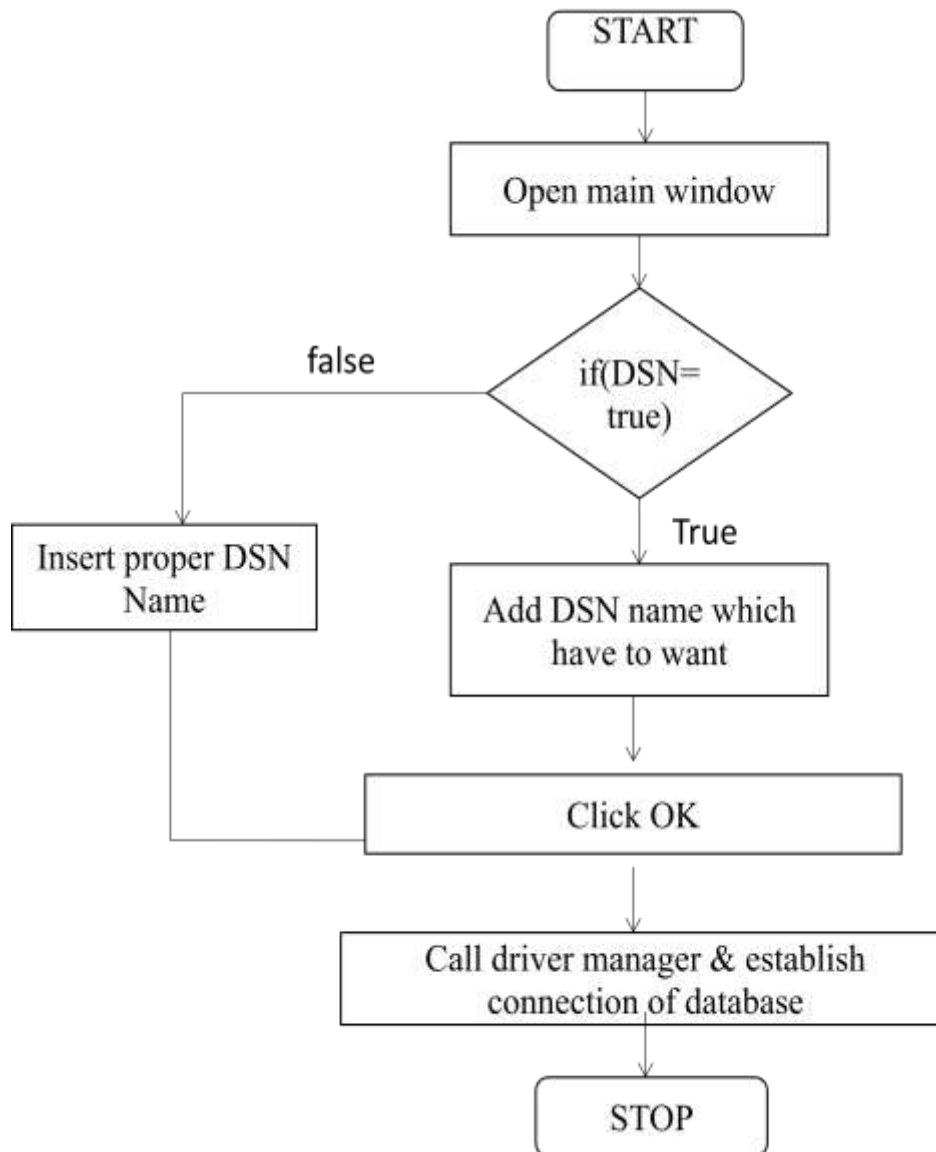 START
Open main window
false
if(DSN=
true)
True
Insert proper DSN
Name
Add DSN name which
have to want
Click OK
Call driver manager & establish
connection of database
STOP